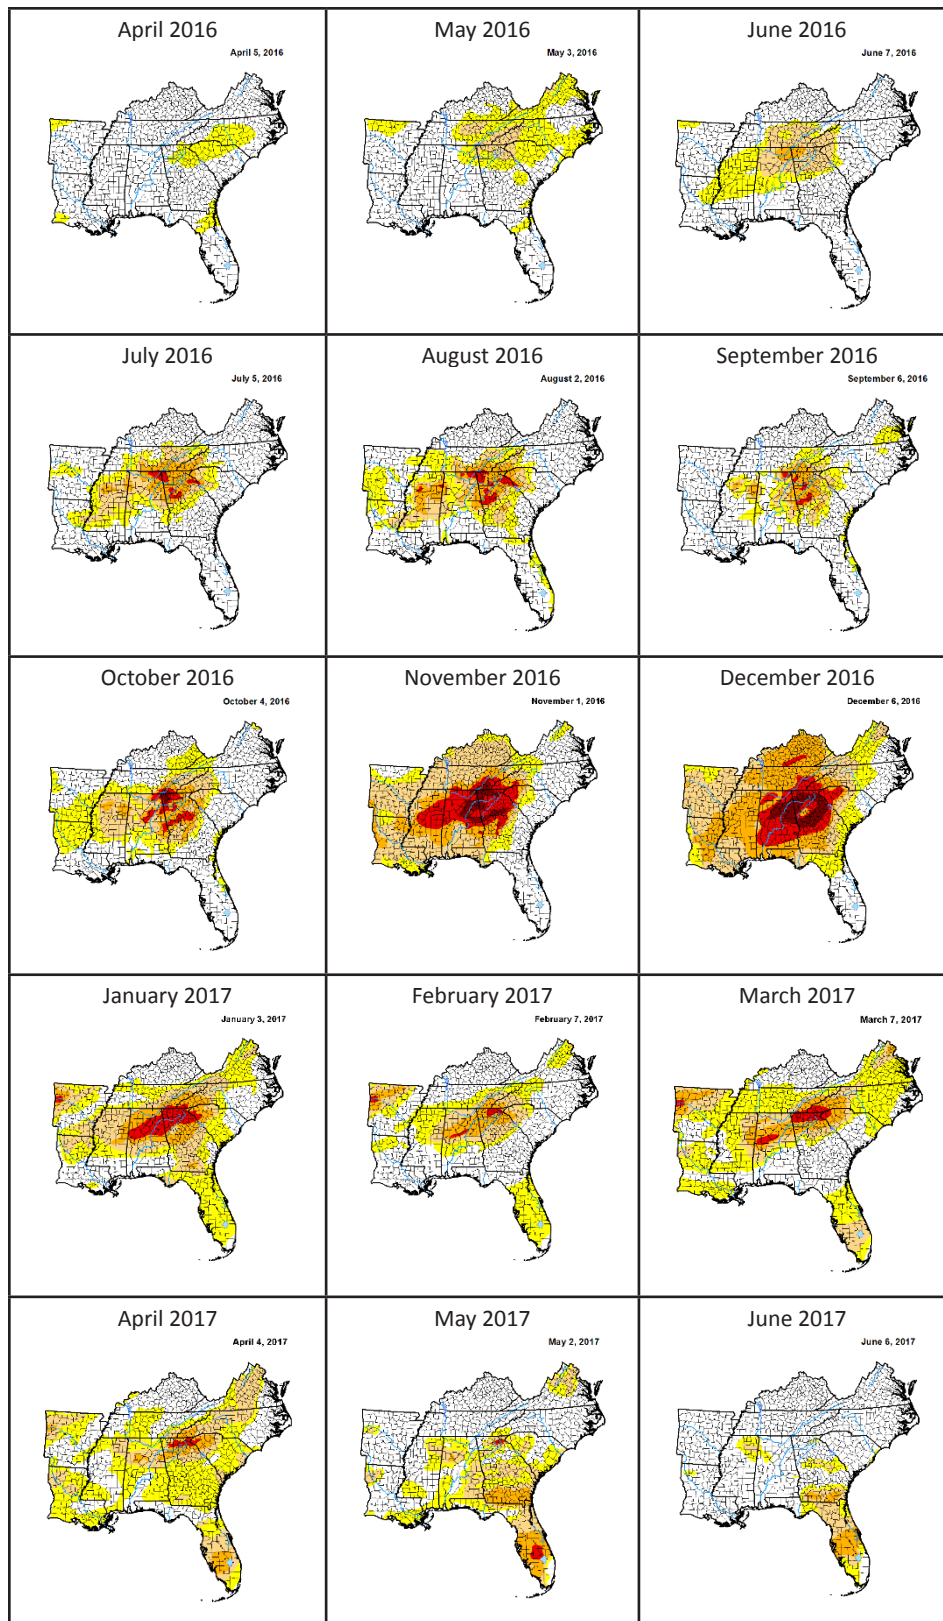 April 2016
April 5, 2016
May 2016
May 3, 2016
June 2016
June 7, 2016
July 2016
July 5, 2016
August 2016
August 2, 2016
September 2016
September 6, 2016
October 2016
October 4, 2016
November 2016
November 1, 2016
December 2016
December 6, 2016
January 2017
January 3, 2017
February 2017
February 7, 2017
March 2017
March 7, 2017
April 2017
April 4, 2017
May 2017
May 2, 2017
June 2017
June 6, 2017